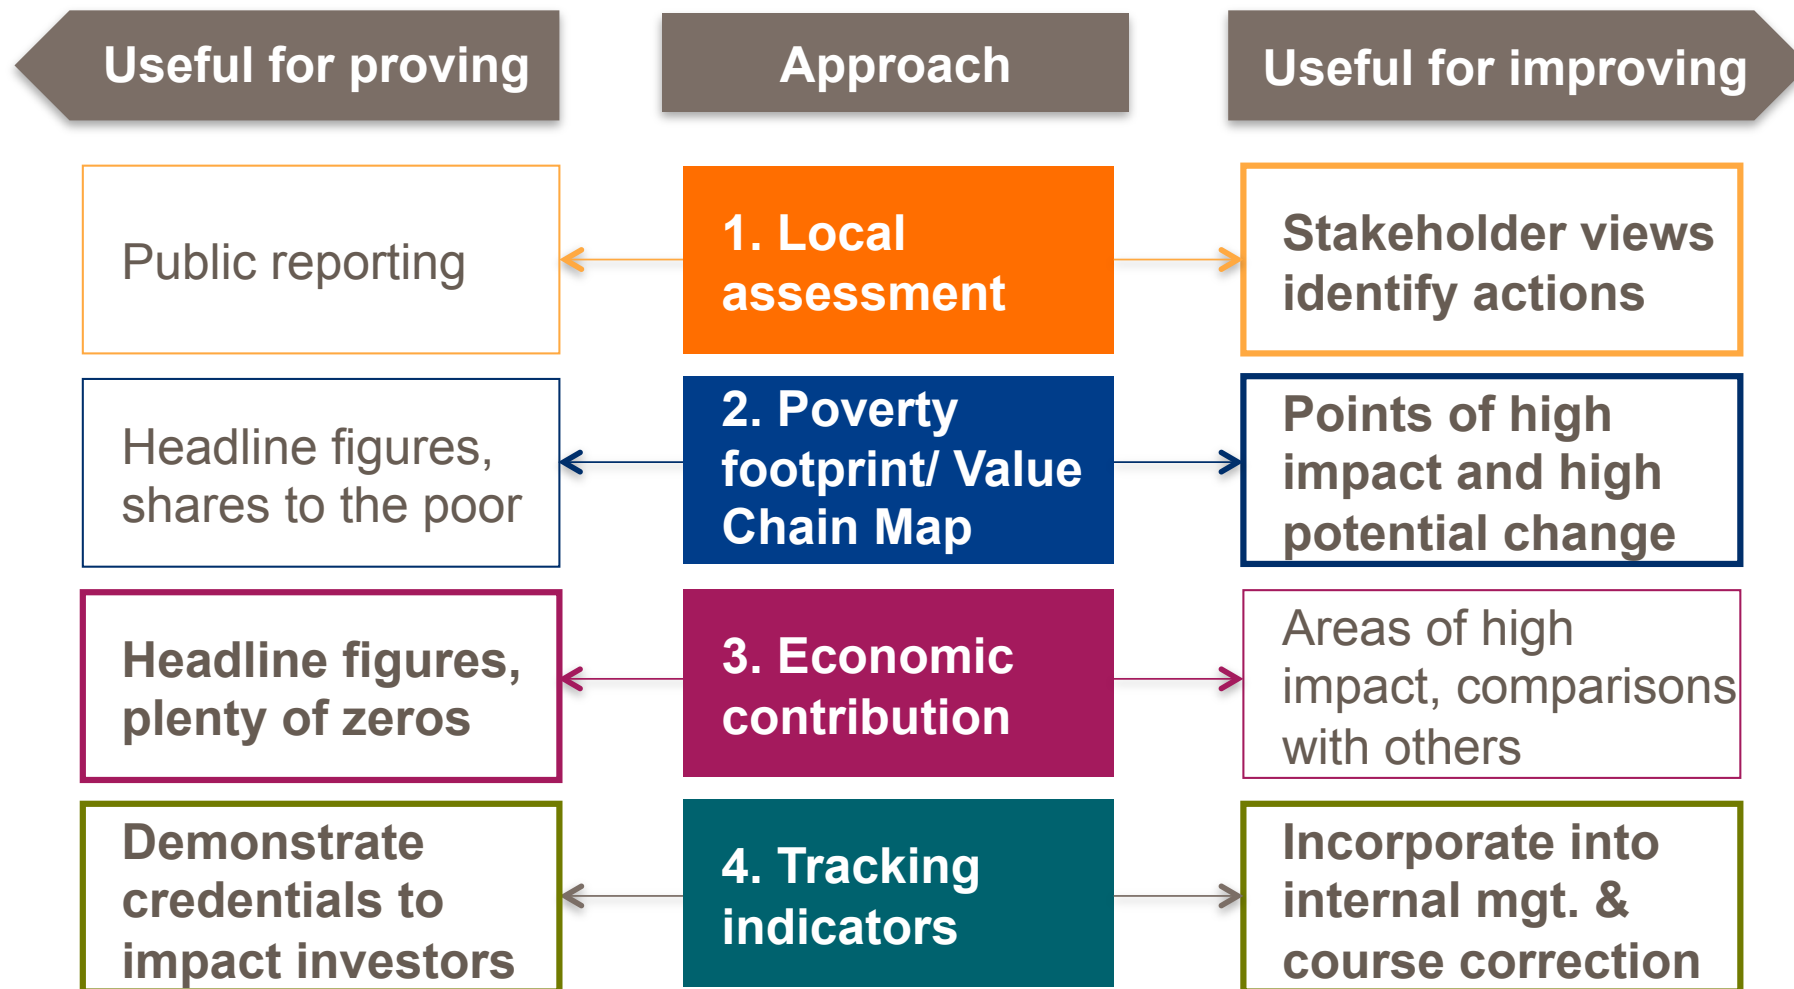 Useful for proving
Approach
Useful for improving
Public reporting
1. Local
assessment
Stakeholder views
identify actions
Headline figures,
shares to the poor
2. Poverty
footprint/ Value
Chain Map
Points of high
impact and high
potential change
Headline figures,
plenty of zeros
3. Economic
contribution
Areas of high
impact, comparisons
with others
Demonstrate
credentials to
impact investors
4. Tracking
indicators
Incorporate into
internal mgt. &
course correction